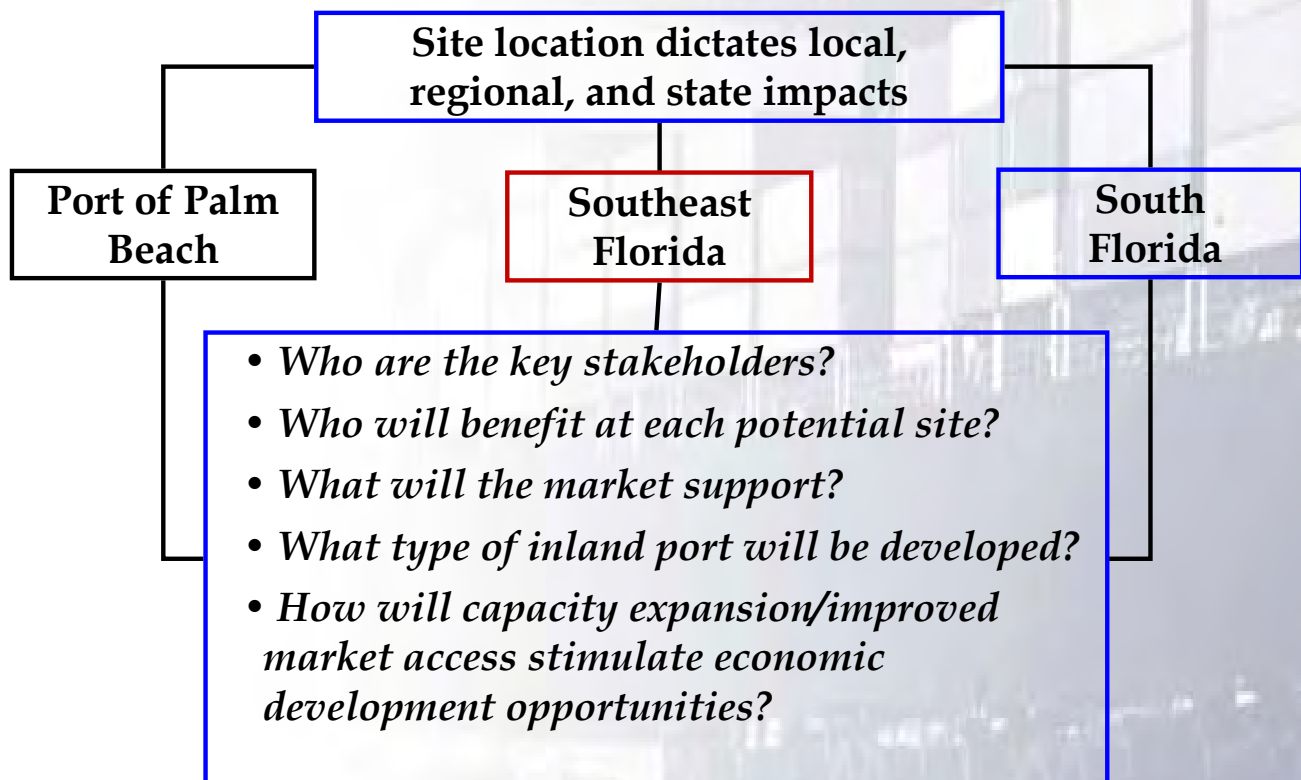 Site location dictates local,
regional, and state impacts
Port of Palm
Beach
Southeast
Florida
South
Florida
• Who are the key stakeholders?
• Who will benefit at each potential site?
• What will the market support?
• What type of inland port will be developed?
• How will capacity expansion/improved
market access stimulate economic
development opportunities?